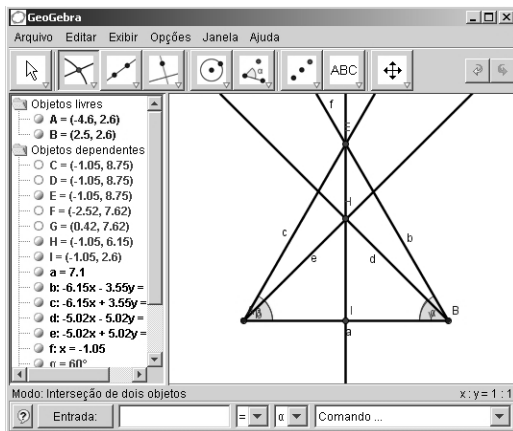 GeoGebra
Arquivo Editar Exibir Opções Janela Ajuda
ABC
Objetos livres
A = (-4.6, 2.6)
B = (2.5, 2.6)
Objetos dependentes
C = (-1.05, 8.75)
D = (-1.05, 8.75)
E = (-1.05, 8.75)
F = (-2.52, 7.62)
G = (0.42, 7.62)
H = (-1.05, 6.15)
I = (-1.05, 2.6)
a = 7.1
b: -6.15x - 3.55y =
c: -6.15x + 3.55y =
d: -5.02x - 5.02y =
e: -5.02x + 5.02y =
f: x = -1.05
α = 60°
f
E
H
c
b
e
d
I
B
a
Modo: Interseção de dois objetos
x : y = 1 : 1
Entrada:
=
α
Comando ...